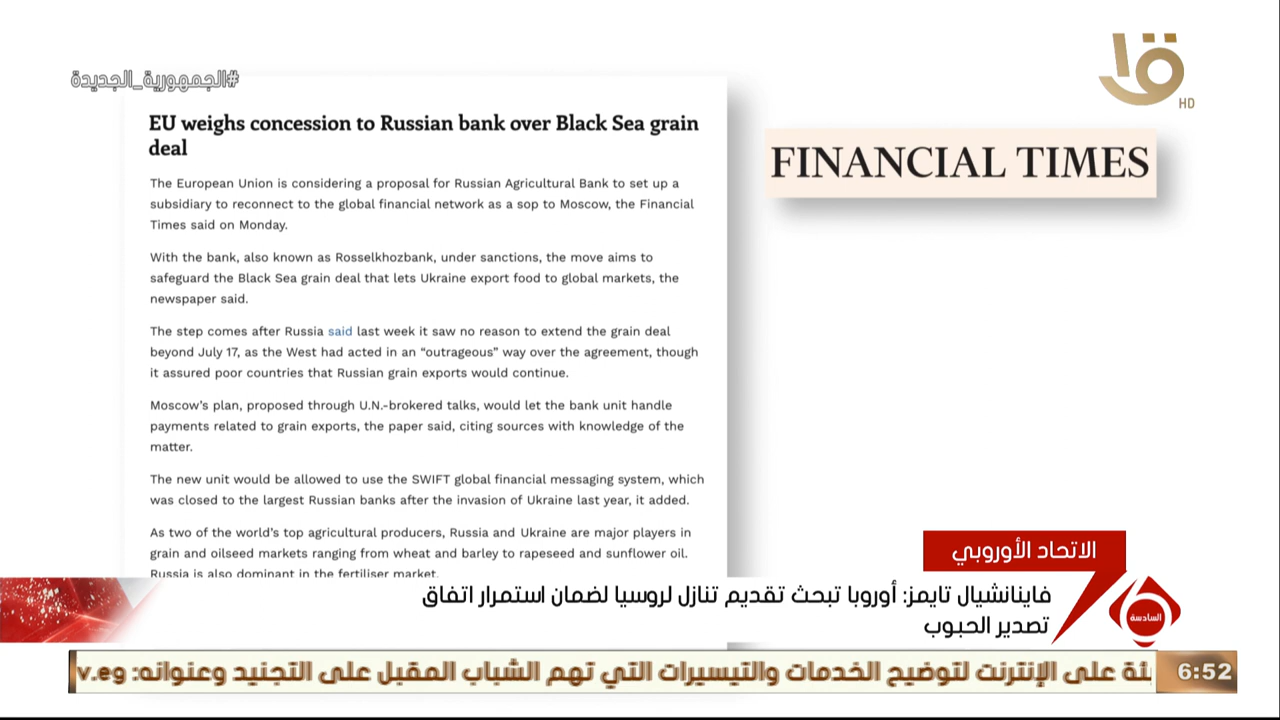 #الجمهورية_الجديدة
HD
FINANCIAL TIMES
EU weighs concession to Russian bank over Black Sea grain
deal
The European Union is considering a proposal for Russian Agricultural Bank to set up a
subsidiary to reconnect to the global financial network as a sop to Moscow, the Financial
Times said on Monday.
With the bank, also known as Rosselkhozbank, under sanctions, the move aims to
safeguard the Black Sea grain deal that lets Ukraine export food to global markets, the
newspaper said.
The step comes after Russia said last week it saw no reason to extend the grain deal
beyond July 17, as the West had acted in an “outrageous” way over the agreement, though
it assured poor countries that Russian grain exports would continue.
Moscow’s plan, proposed through U.N.-brokered talks, would let the bank unit handle
payments related to grain exports, the paper said, citing sources with knowledge of the
matter.
The new unit would be allowed to use the SWIFT global financial messaging system, which
was closed to the largest Russian banks after the invasion of Ukraine last year, it added.
As two of the world’s top agricultural producers, Russia and Ukraine are major players in
grain and oilseed markets ranging from wheat and barley to rapeseed and sunflower oil.
Russia is also dominant in the fertiliser market.
الاتحاد الأوروبي
فاينانشيال تايمز: أوروبا تبحث تقديم تنازل لروسيا لضمان استمرار اتفاق
تصدير الحبوب
السادسة
على الإنترنت لتوضيح الخدمات والتيسيرات التي تهم الشباب المقبل على التجنيد وعنوانه: v.eg
6:52